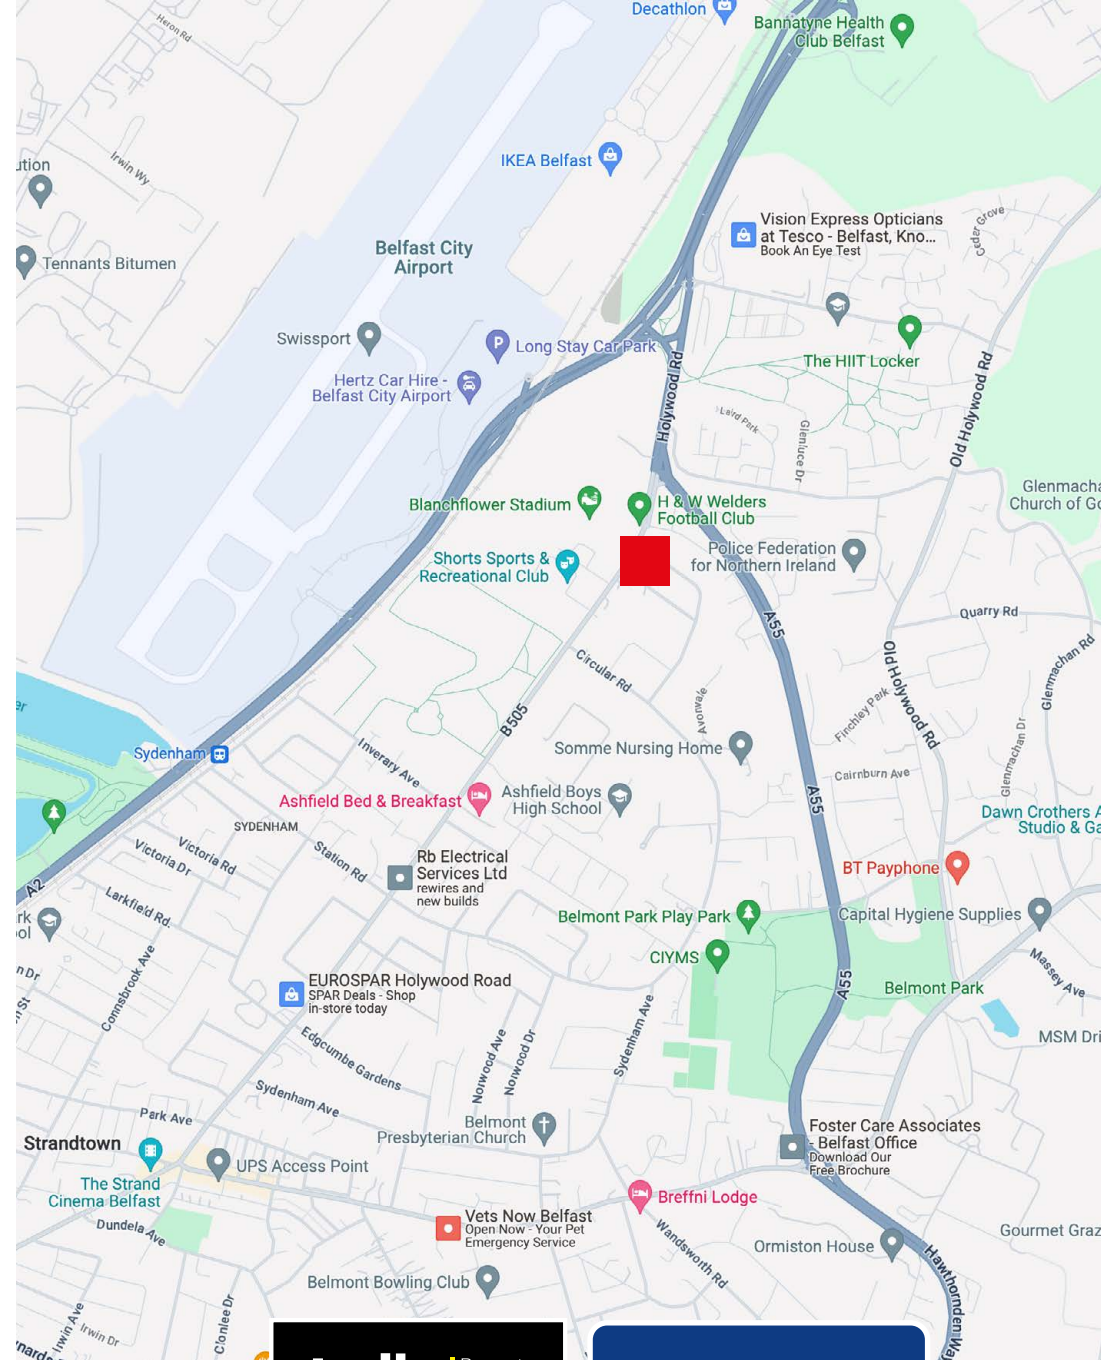 Decathlon
Bannatyne Health
Club Belfast
Heron Rd
IKEA Belfast
ution
Irwin Wy
Vision Express Opticians
at Tesco - Belfast, Kno...
Book An Eye Test
Ceder Grove
Belfast City
Airport
Tennants Bitumen
Swissport
Long Stay Car Park
The HIIT Locker
Hertz Car Hire -
Belfast City Airport
Holywood Rd
Old Holywood Rd
Laird Park
Glenluce Dr
Glenmacha
Church of Go
Blanchflower Stadium
H & W Welders
Football Club
Police Federation
for Northern Ireland
Shorts Sports &
Recreational Club
Quarry Rd
A55
Circular Rd
Old Holywood Rd
Glenmachan Rd
Avonvale
Finchley Park
B505
er
Sydenham
Inverary Ave
Somme Nursing Home
Glenmachan Dr
Cairnburn Ave
Ashfield Bed & Breakfast
Ashfield Boys
High School
A55
Dawn Crothers A
Studio & Ga
SYDENHAM
Victoria Dr
Victoria Rd
Station Rd
Rb Electrical
Services Ltd
rewires and
new builds
BT Payphone
A2
Larkfield Rd.
rk
ol
Belmont Park Play Park
Capital Hygiene Supplies
CIYMS
Connsbrook Ave
n Dr
St
EUROSPAR Holywood Road
SPAR Deals - Shop
in-store today
A55
Belmont Park
Massey Ave
MSM Dri
Edgcumbe Gardens
Norwood Ave
Norwood Dr
Sydenham Ave
Sydenham Ave
Park Ave
Belmont
Presbyterian Church
Foster Care Associates
- Belfast Office
Download Our
Free Brochure
Strandtown
UPS Access Point
The Strand
Cinema Belfast
Breffni Lodge
Vets Now Belfast
Open Now - Your Pet
Emergency Service
Dundela Ave
Wandsworth Rd
Ormiston House
Gourmet Graz
Hawthornden Way
Belmont Bowling Club
Irwin Ave
Irwin Dr
Clonlee Dr